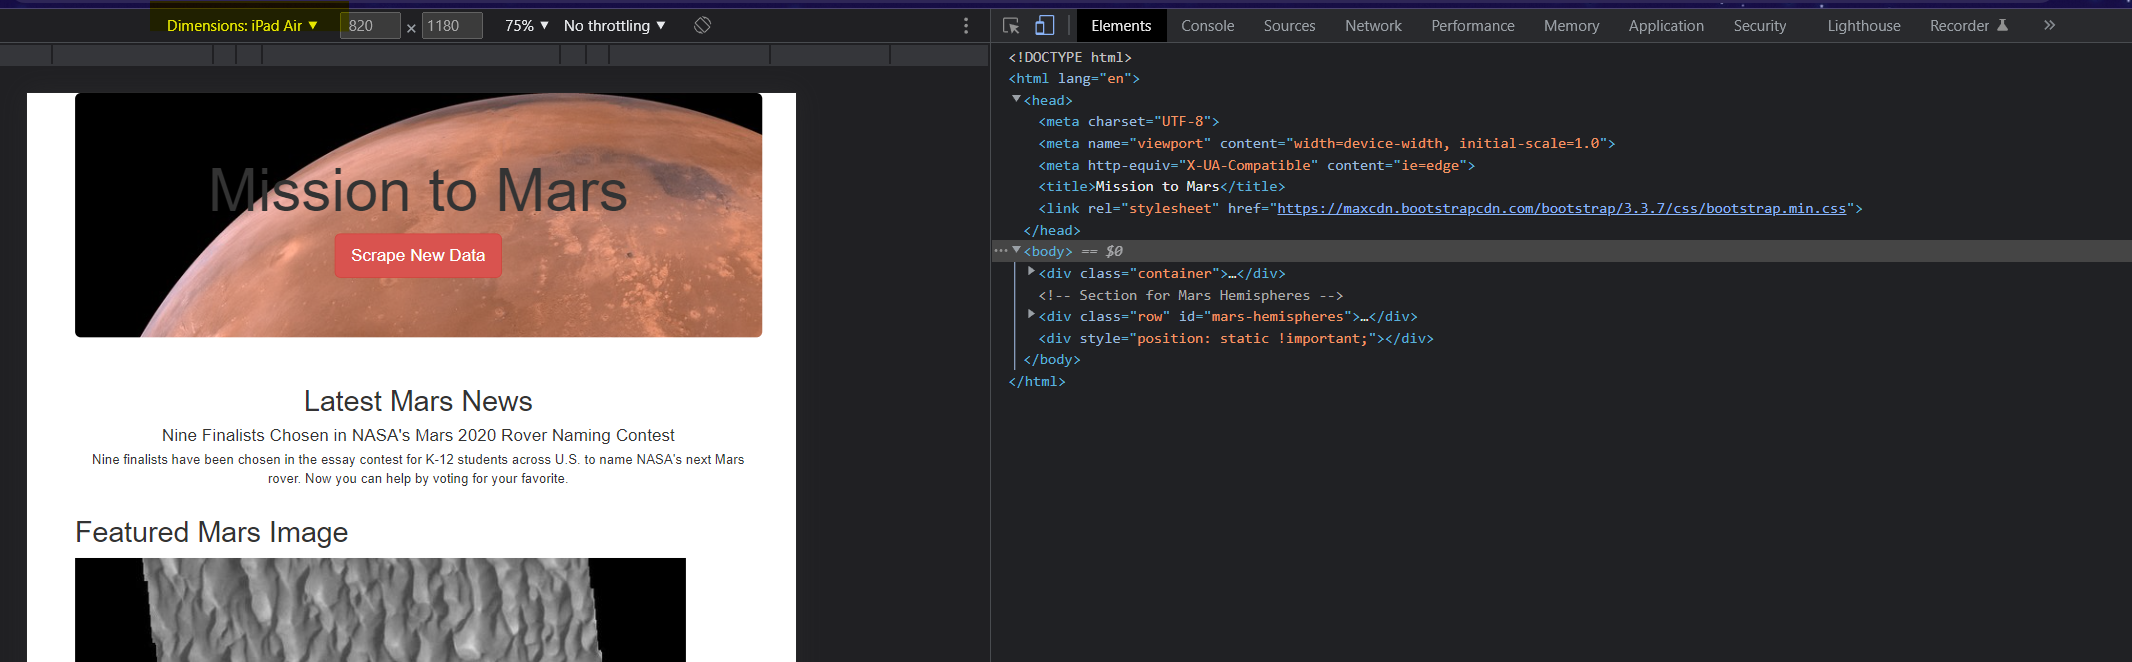 Dimensions: iPad Air ▼ 820 × 1180 75% ▼ No throttling ▼
Elements Console Sources Network Performance Memory Application Security Lighthouse Recorder »
Mission to Mars
Scrape New Data
Latest Mars News
Nine Finalists Chosen in NASA's Mars 2020 Rover Naming Contest
Nine finalists have been chosen in the essay contest for K-12 students across U.S. to name NASA's next Mars
rover. Now you can help by voting for your favorite.
Featured Mars Image
<!DOCTYPE html>
<html lang="en">
▼<head>
<meta charset="UTF-8">
<meta name="viewport" content="width=device-width, initial-scale=1.0">
<meta http-equiv="X-UA-Compatible" content="ie=edge">
<title>Mission to Mars</title>
<link rel="stylesheet" href="https://maxcdn.bootstrapcdn.com/bootstrap/3.3.7/css/bootstrap.min.css">
</head>
…▼<body> == $0
▶<div class="container">…</div>
<!-- Section for Mars Hemispheres -->
▶<div class="row" id="mars-hemispheres">…</div>
<div style="position: static !important;"></div>
</body>
</html>